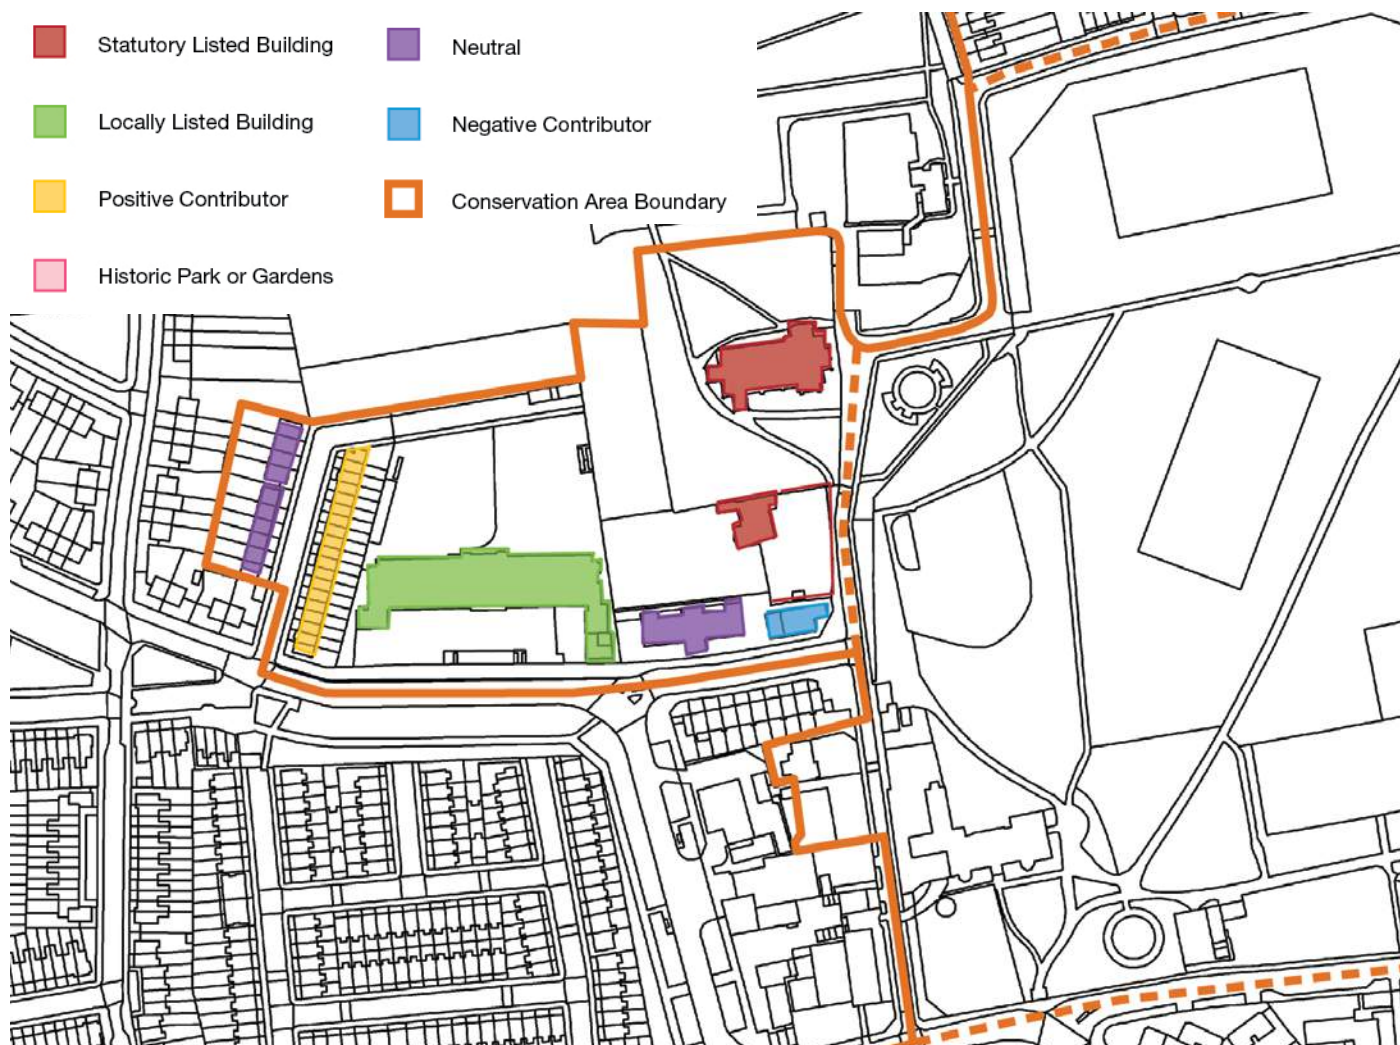 Statutory Listed Building
Locally Listed Building
Positive Contributor
Historic Park or Gardens
Neutral
Negative Contributor
Conservation Area Boundary